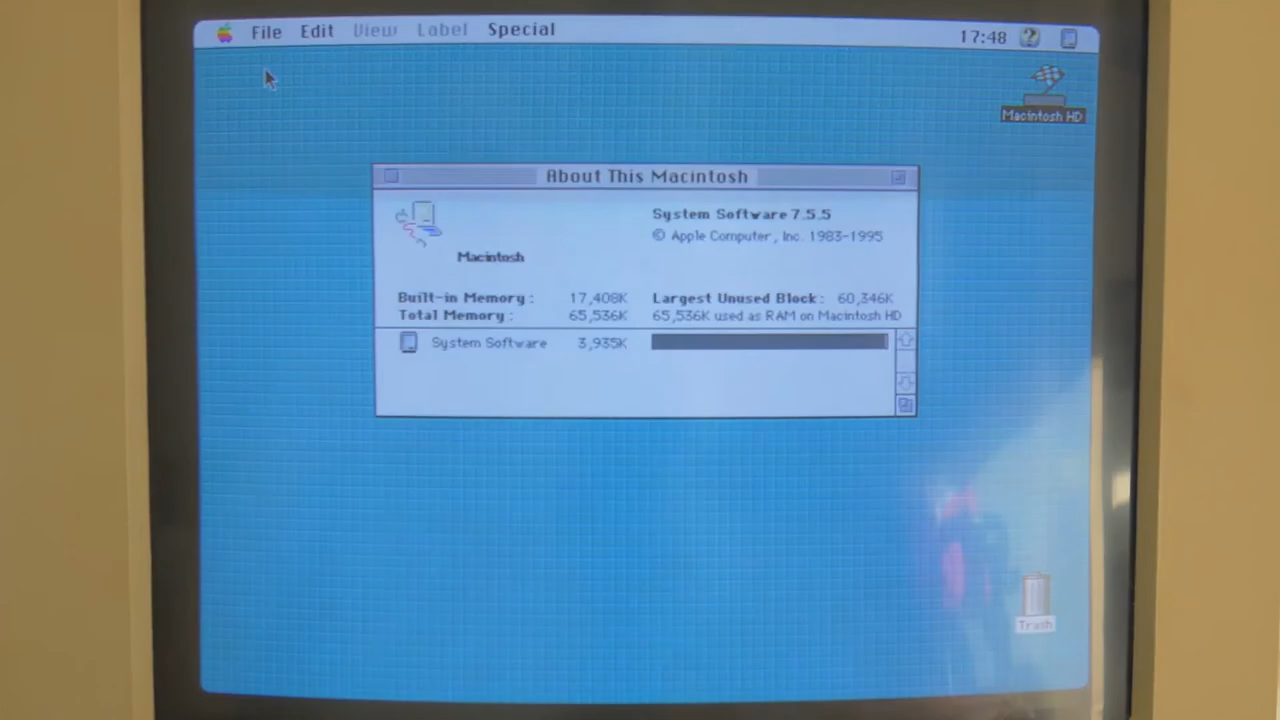 File Edit View Label Special 17:48
Macintosh HD
About This Macintosh
System Software 7.5.5
© Apple Computer, Inc. 1983-1995
Macintosh
Built-in Memory : 17,408K Largest Unused Block : 60,346K
Total Memory : 65,536K 65,536K used as RAM on Macintosh HD
System Software 3,935K
Trash